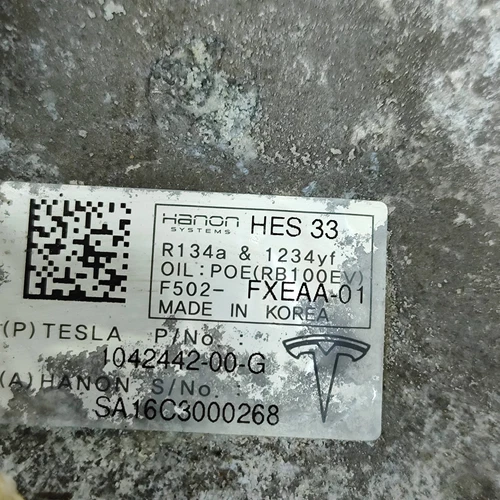 Hanon SYSTEMS HES 33
R134a & 1234yf
OIL:POE(RB100EV)
F502- FXEAA-01
MADE IN KOREA
(P)TESLA P/No :
1042442-00-G
(A)HANON S/No:
SA16C3000268